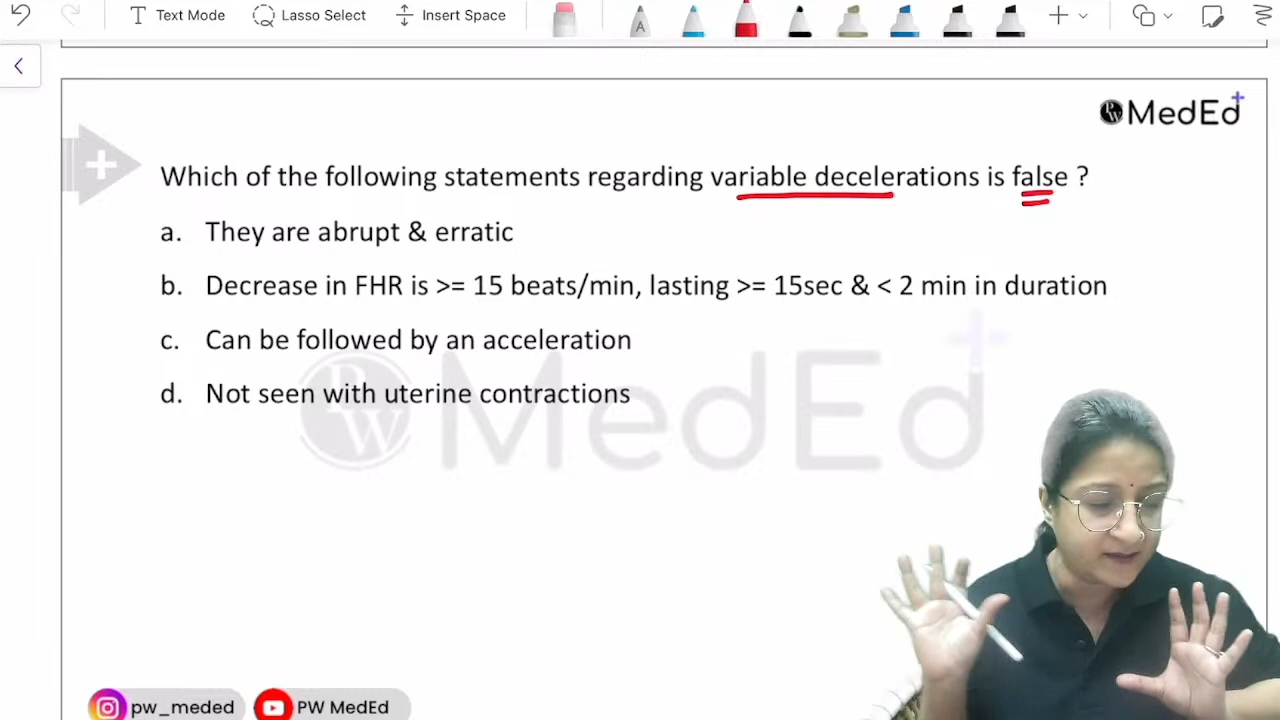 Text Mode
Lasso Select
Insert Space
A
PW MedEd
Which of the following statements regarding variable decelerations is false ?
a. They are abrupt & erratic
b. Decrease in FHR is >= 15 beats/min, lasting >= 15sec & < 2 min in duration
c. Can be followed by an acceleration
d. Not seen with uterine contractions
PW MedEd
pw_meded
PW MedEd